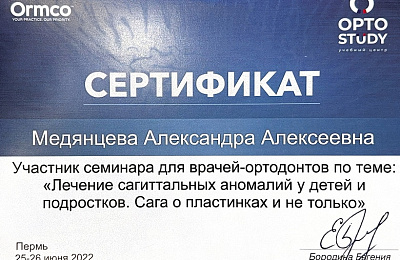 Ormco
YOUR PRACTICE. OUR PRIORITY.
ОРТО
STUDY
учебный центр
СЕРТИФИКАТ
Медянцева Александра Алексеевна
Участник семинара для врачей-ортодонтов по теме:
«Лечение сагиттальных аномалий у детей и
подростков. Сага о пластинках и не только»
Пермь
25-26 июня 2022
Бородина Евгения